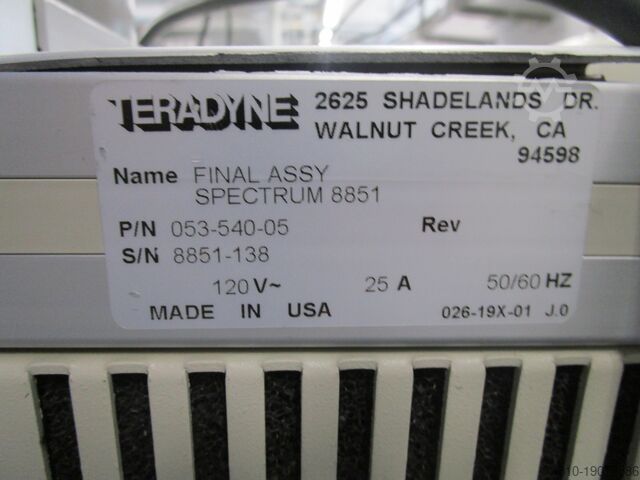 TERADYNE 2625 SHADELANDS DR.
WALNUT CREEK, CA
94598
Name FINAL ASSY
SPECTRUM 8851
P/N 053-540-05 Rev
S/N 8851-138
120 V~ 25 A 50/60 HZ
MADE IN USA 026-19X-01 J.0